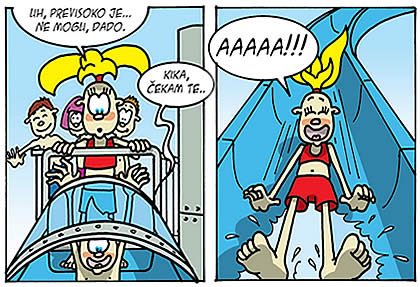 UH, PREVISOKO JE...
NE MOGU, DADO.
KIKA,
ČEKAM TE..
AAAAA!!!